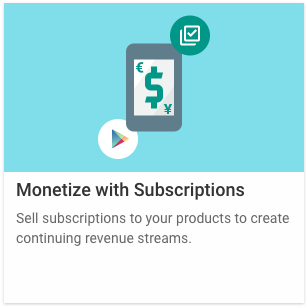 €
$
¥
Monetize with Subscriptions
Sell subscriptions to your products to create
continuing revenue streams.